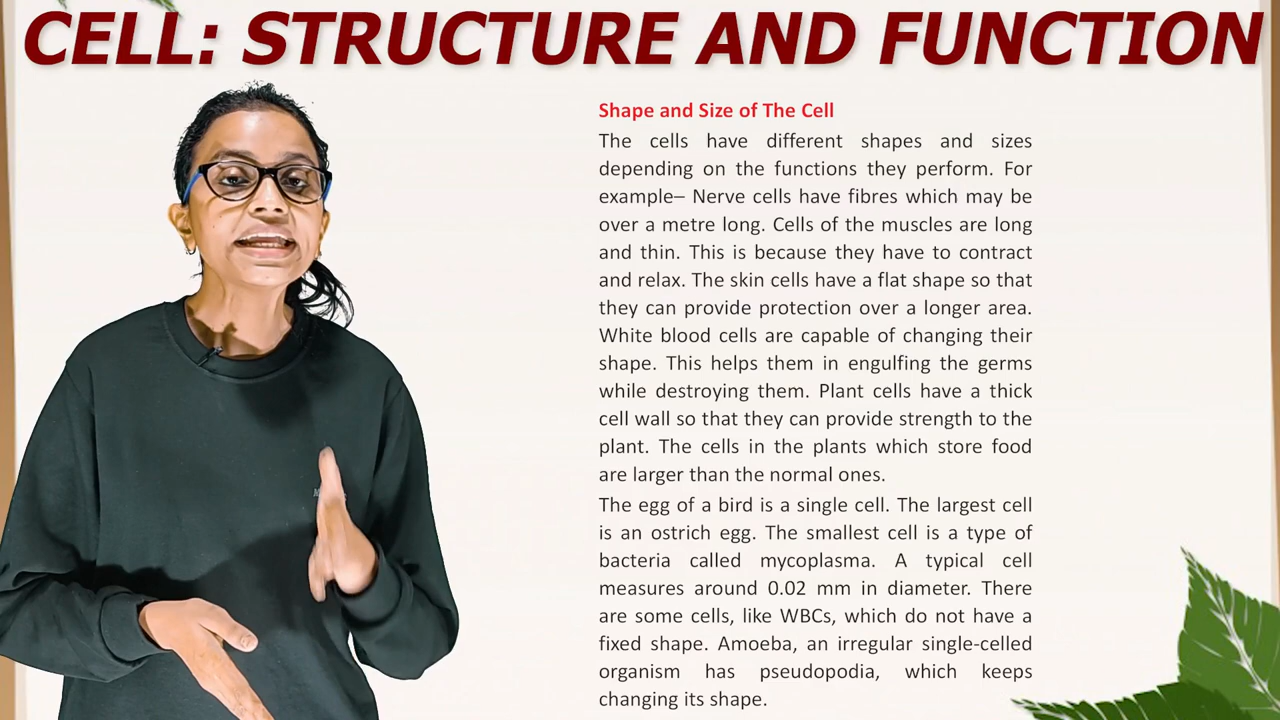 CELL: STRUCTURE AND FUNCTION
Shape and Size of The Cell
The cells have different shapes and sizes
depending on the functions they perform. For
example– Nerve cells have fibres which may be
over a metre long. Cells of the muscles are long
and thin. This is because they have to contract
and relax. The skin cells have a flat shape so that
they can provide protection over a longer area.
White blood cells are capable of changing their
shape. This helps them in engulfing the germs
while destroying them. Plant cells have a thick
cell wall so that they can provide strength to the
plant. The cells in the plants which store food
are larger than the normal ones.
The egg of a bird is a single cell. The largest cell
is an ostrich egg. The smallest cell is a type of
bacteria called mycoplasma. A typical cell
measures around 0.02 mm in diameter. There
are some cells, like WBCs, which do not have a
fixed shape. Amoeba, an irregular single-celled
organism has pseudopodia, which keeps
changing its shape.